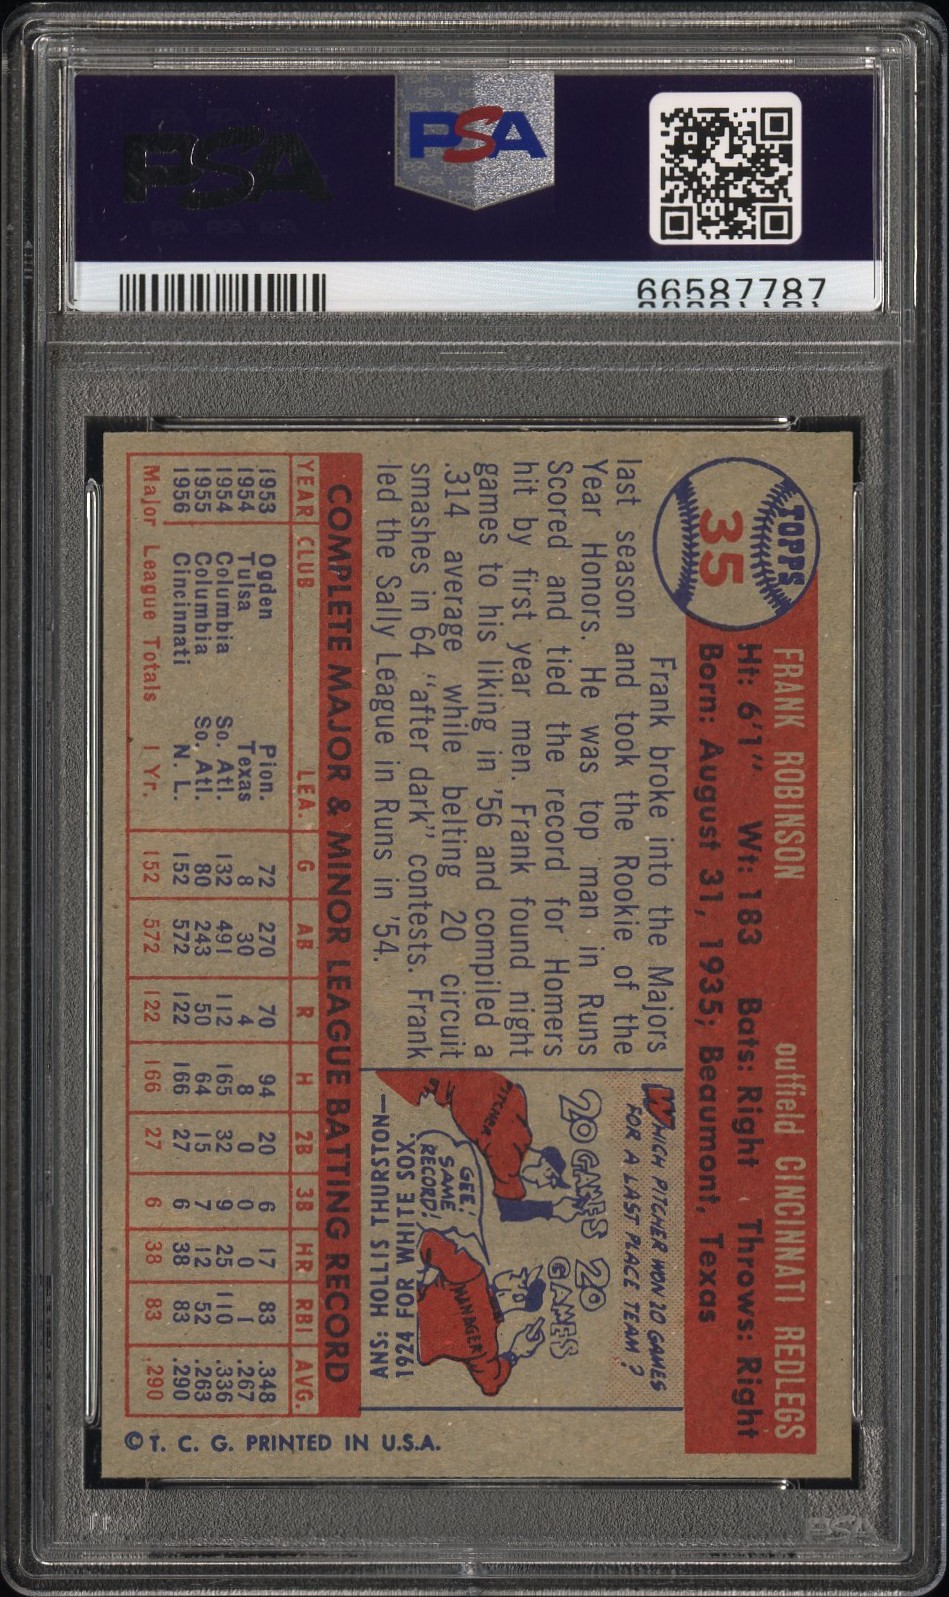 PSA
PSA
66587787
TOPPS
35
FRANK ROBINSON outfield CINCINNATI REDLEGS
Ht: 6'1" Wt: 183 Bats: Right Throws: Right
Born: August 31, 1935; Beaumont, Texas
Frank broke into the Majors
last season and took the Rookie of the
Year Honors. He was top man in Runs
Scored and tied the record for Homers
hit by first year men. Frank found night
games to his liking in '56 and compiled a
.314 average while belting 20 circuit
smashes in 64 "after dark" contests. Frank
led the Sally League in Runs in '54.
WHICH PITCHER WON 20 GAMES
FOR A LAST PLACE TEAM?
20 GAMES
20 GAMES
PITCHER
GEE!
SAME
RECORD!
MANAGER
ANS: HOLLIS THURSTON—
1924 FOR WHITE SOX.
COMPLETE MAJOR & MINOR LEAGUE BATTING RECORD
YEAR CLUB LEA. G AB R H 2B 3B HR RBI AVG.
1953 Ogden Pion. 72 270 70 94 20 6 17 83 .348
1954 Tulsa Texas 8 30 4 8 0 0 0 1 .267
1954 Columbia So. Atl. 132 491 112 165 32 9 25 110 .336
1955 Columbia So. Atl. 80 243 50 64 15 7 12 52 .263
1956 Cincinnati N. L. 152 572 122 166 27 6 38 83 .290
Major League Totals 1 Yr. 152 572 122 166 27 6 38 83 .290
© T. C. G. PRINTED IN U.S.A.
PSA